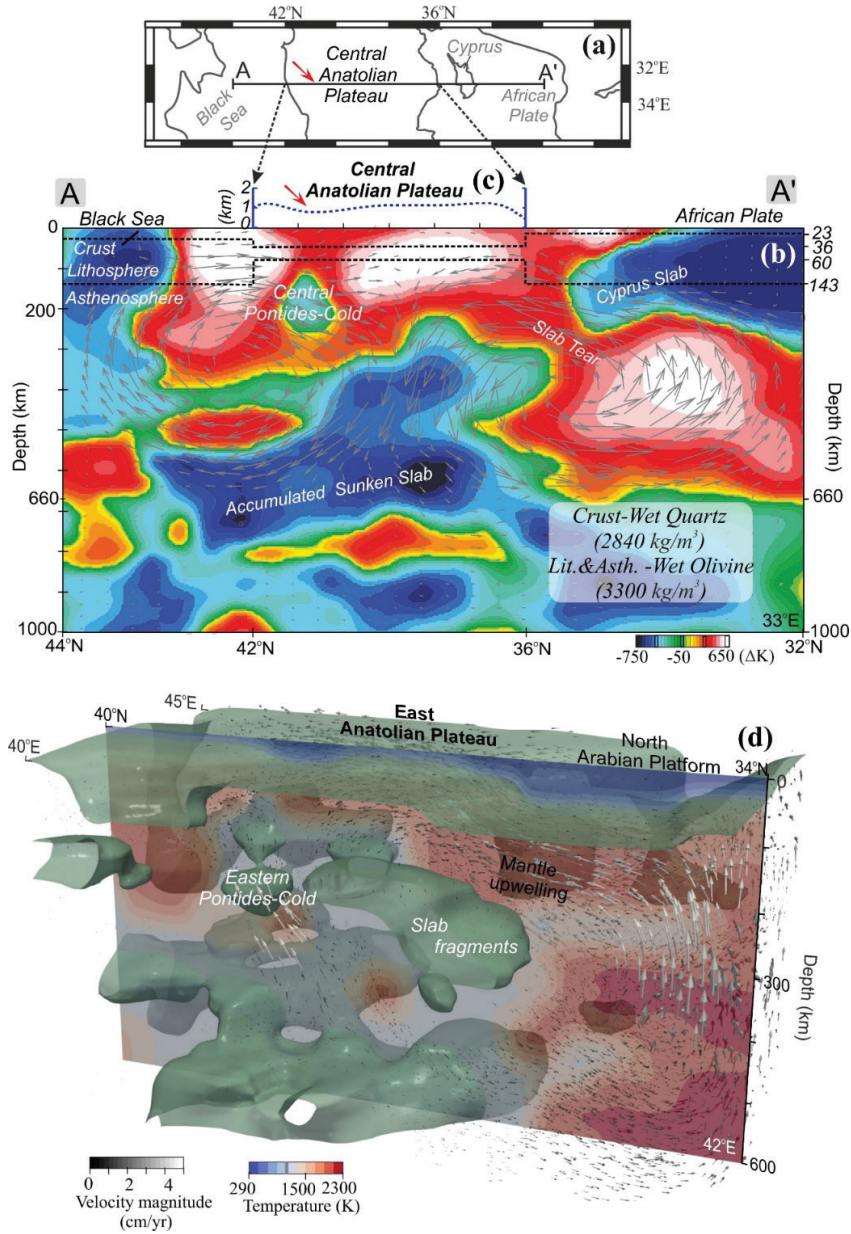 42°N
36°N
(a)
Central
Anatolian
Plateau
Cyprus
A
A'
Black
Sea
African
Plate
32°E
34°E
A
2
1
0
(km)
Central
Anatolian Plateau
(c)
A'
Black Sea
African Plate
0
200
660
1000
Depth (km)
Crust
Lithosphere
Asthenosphere
Central
Pontides-Cold
Cyprus Slab
Slab Tear
Accumulated Sunken Slab
(b)
23
36
60
143
Depth (km)
660
1000
Crust-Wet Quartz
(2840 kg/m³)
Lit.&Asth. -Wet Olivine
(3300 kg/m³)
33°E
44°N
42°N
36°N
32°N
-750
-50
650 (ΔK)
45°E
40°N
40°E
East
Anatolian Plateau
North
Arabian Platform
(d)
34°N
0
Eastern
Pontides-Cold
Mantle
upwelling
Slab
fragments
300
Depth (km)
42°E
600
0 2 4
Velocity magnitude
(cm/yr)
290 1500 2300
Temperature (K)